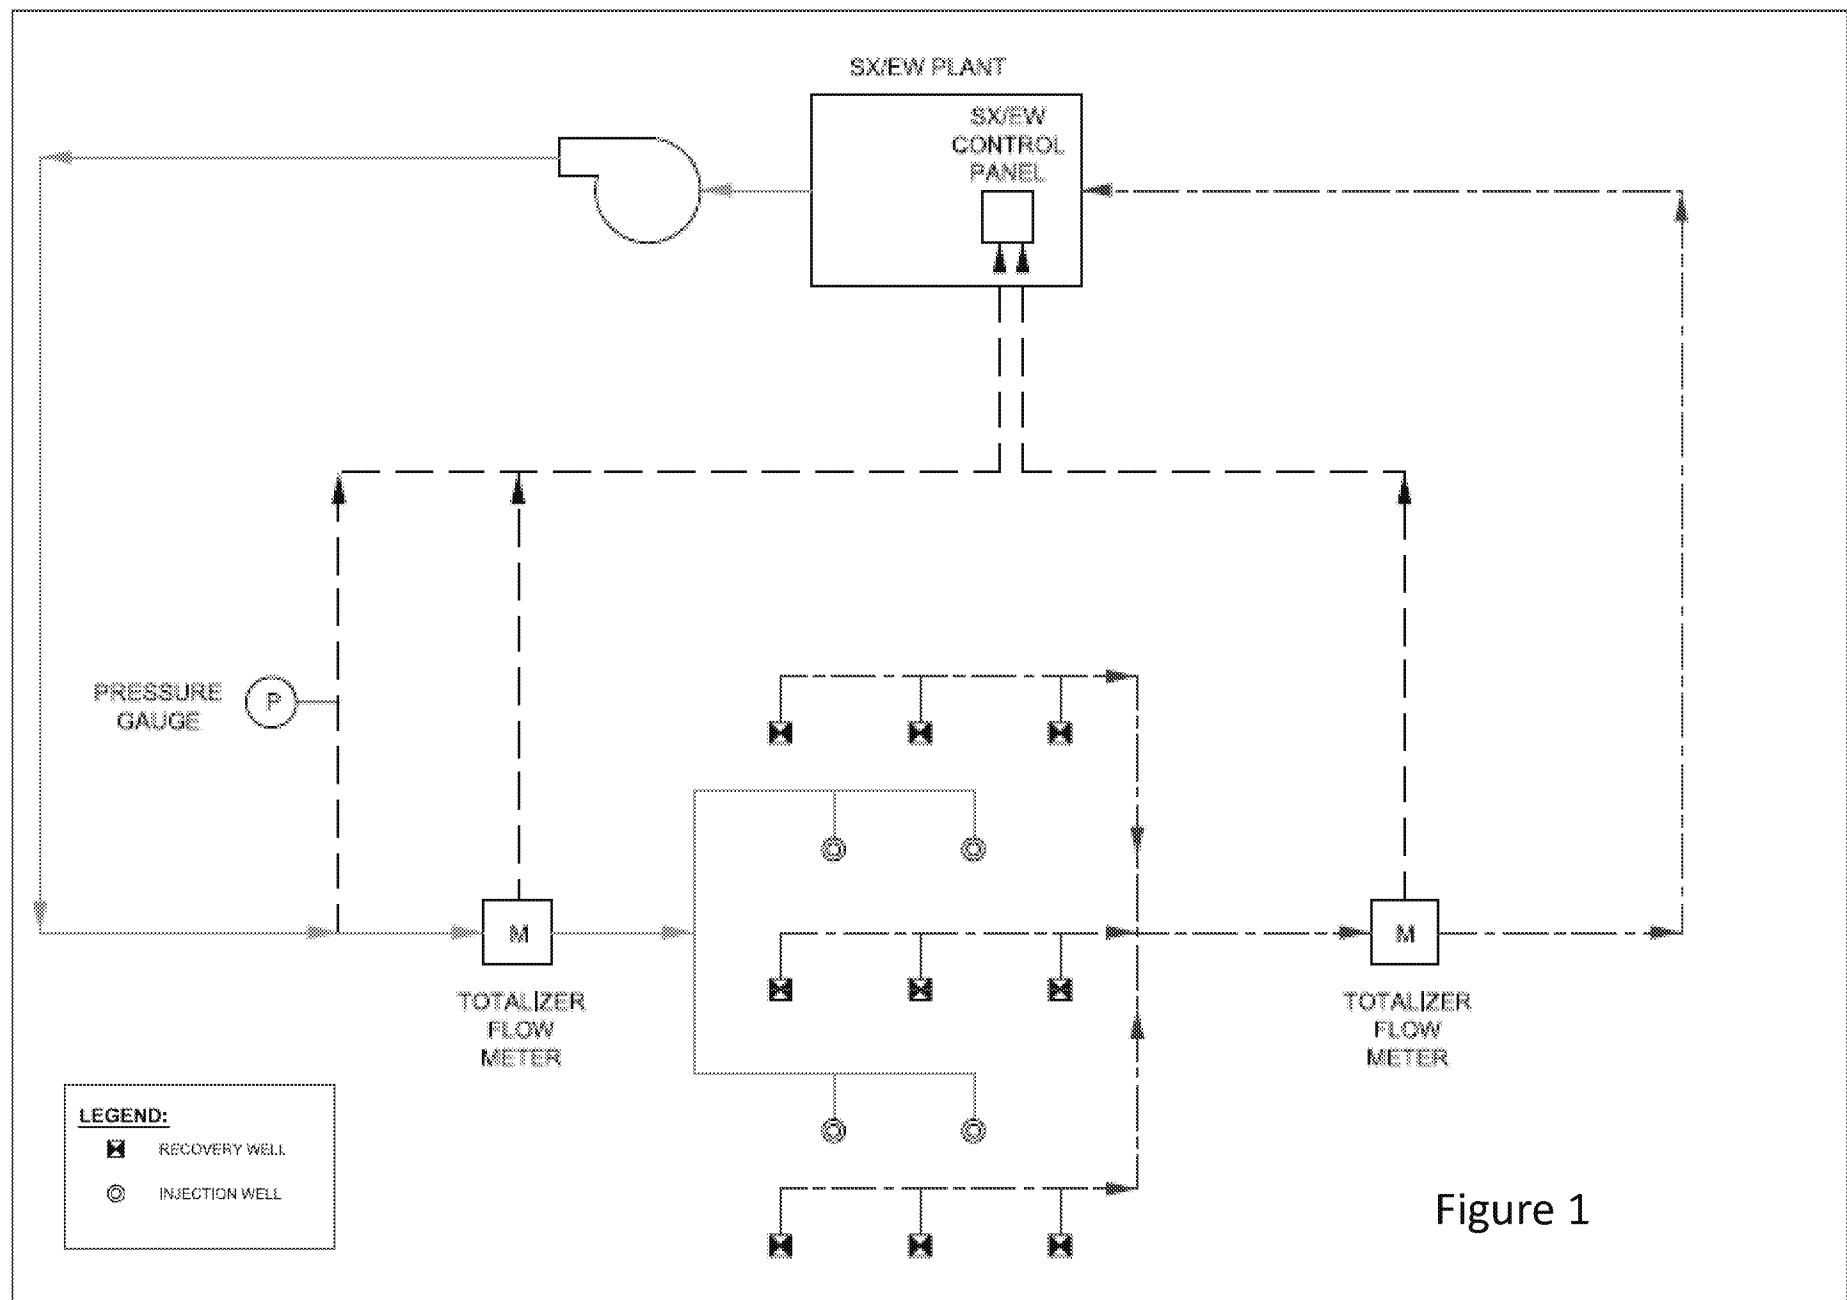 SX/EW PLANT
SX/EW
CONTROL
PANEL
PRESSURE
GAUGE
P
M
TOTALIZER
FLOW
METER
M
TOTALIZER
FLOW
METER
LEGEND:
RECOVERY WELL
INJECTION WELL
Figure 1